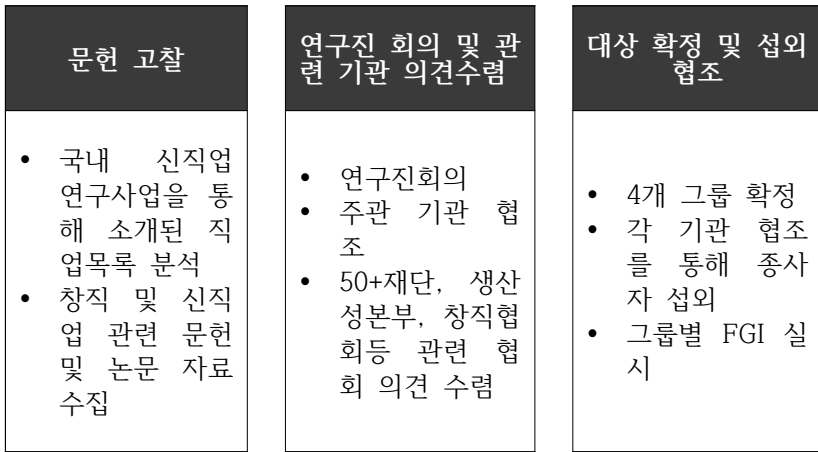 문헌 고찰
• 국내 신직업
연구사업을 통
해 소개된 직
업목록 분석
• 창직 및 신직
업 관련 문헌
및 논문 자료
수집
연구진 회의 및 관
련 기관 의견수렴
• 연구진회의
• 주관 기관 협
조
• 50+재단, 생산
성본부, 창직협
회등 관련 협
회 의견 수렴
대상 확정 및 섭외
협조
• 4개 그룹 확정
• 각 기관 협조
를 통해 종사
자 섭외
• 그룹별 FGI 실
시